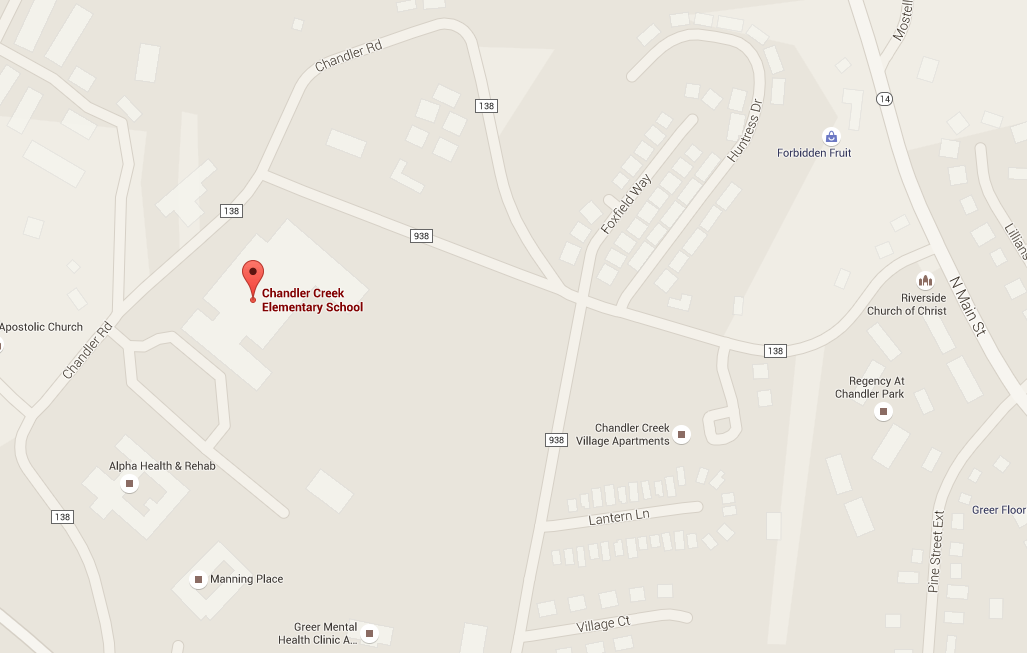 Mostell
Chandler Rd
14
138
Huntress Dr
Forbidden Fruit
Foxfield Way
138
938
Lillians
Chandler Creek
Elementary School
N Main St
Riverside
Church of Christ
Apostolic Church
Chandler Rd
138
Regency At
Chandler Park
Chandler Creek
Village Apartments
938
Alpha Health & Rehab
138
Lantern Ln
Greer Floor
Pine Street Ext
Manning Place
Village Ct
Greer Mental
Health Clinic A...